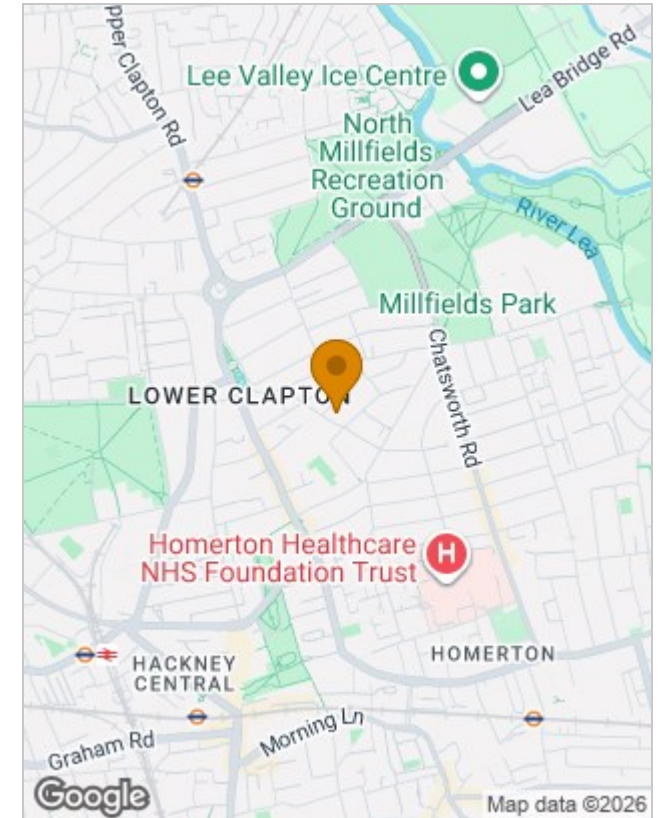 pper Clapton Rd
Lee Valley Ice Centre
Lea Bridge Rd
North
Millfields
Recreation
Ground
River Lea
Millfields Park
Chatsworth Rd
LOWER CLAPTON
Homerton Healthcare
NHS Foundation Trust
H
HOMERTON
HACKNEY
CENTRAL
Morning Ln
Graham Rd
Google
Map data ©2026